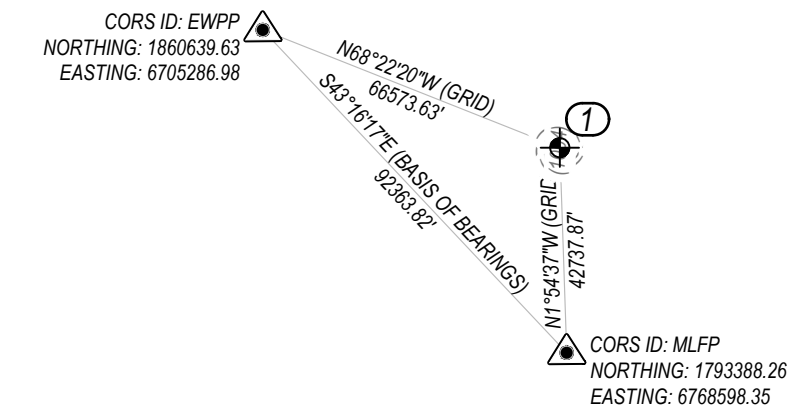 CORS ID: EWPP
NORTHING: 1860639.63
EASTING: 6705286.98
N68°22'20"W (GRID)
66573.63'
S43°16'17"E (BASIS OF BEARINGS)
92363.82'
1
N1°54'37"W (GRID
42737.87'
CORS ID: MLFP
NORTHING: 1793388.26
EASTING: 6768598.35